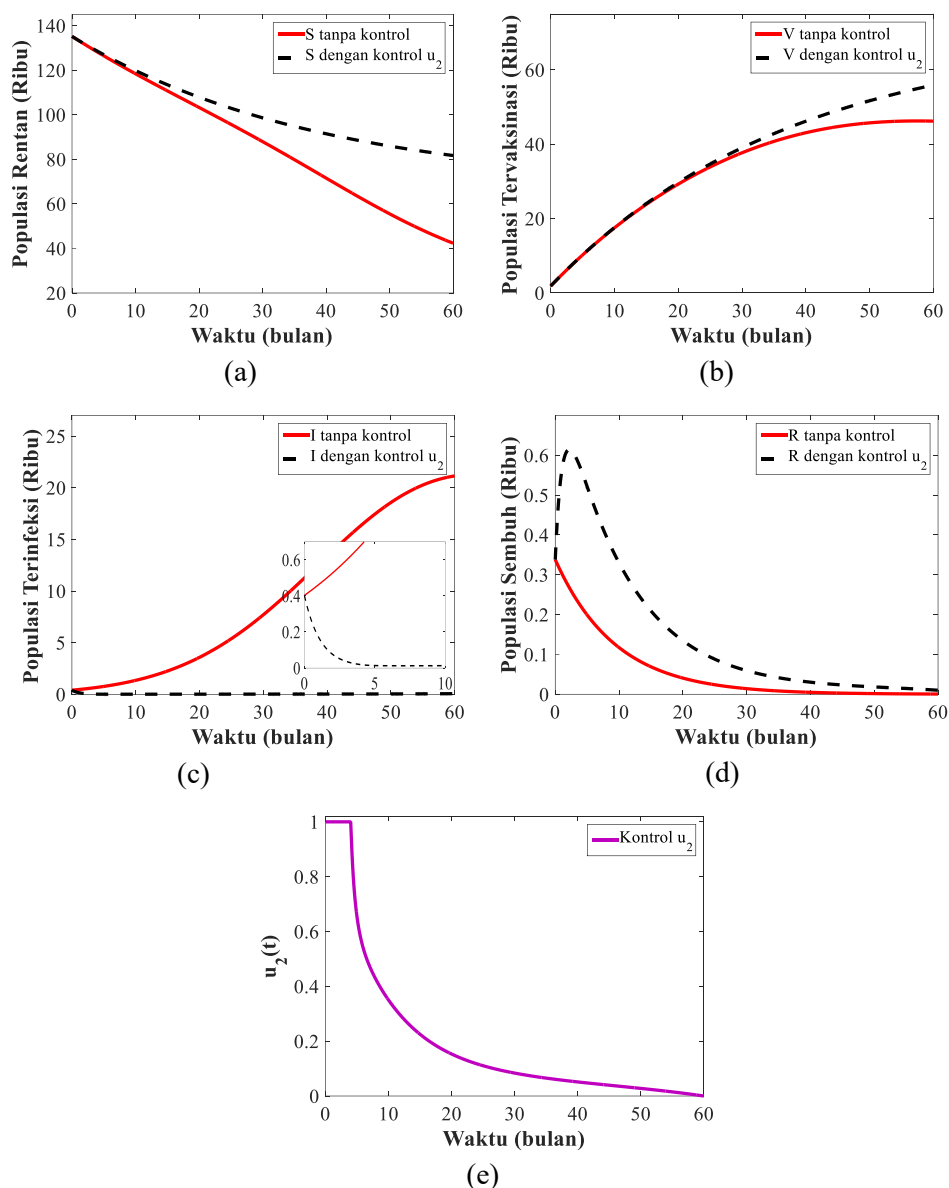 S tanpa kontrol
S dengan kontrol u2
Populasi Rentan (Ribu)
140
120
100
80
60
40
20
0 10 20 30 40 50 60
Waktu (bulan)
(a)
V tanpa kontrol
V dengan kontrol u2
Populasi Tervaksinasi (Ribu)
60
40
20
0
0 10 20 30 40 50 60
Waktu (bulan)
(b)
I tanpa kontrol
I dengan kontrol u2
Populasi Terinfeksi (Ribu)
25
20
15
10
5
0
0.6
0.4
0.2
0
0 5 10
0 10 20 30 40 50 60
Waktu (bulan)
(c)
R tanpa kontrol
R dengan kontrol u2
Populasi Sembuh (Ribu)
0.6
0.5
0.4
0.3
0.2
0.1
0
0 10 20 30 40 50 60
Waktu (bulan)
(d)
Kontrol u2
u2(t)
1
0.8
0.6
0.4
0.2
0
0 10 20 30 40 50 60
Waktu (bulan)
(e)